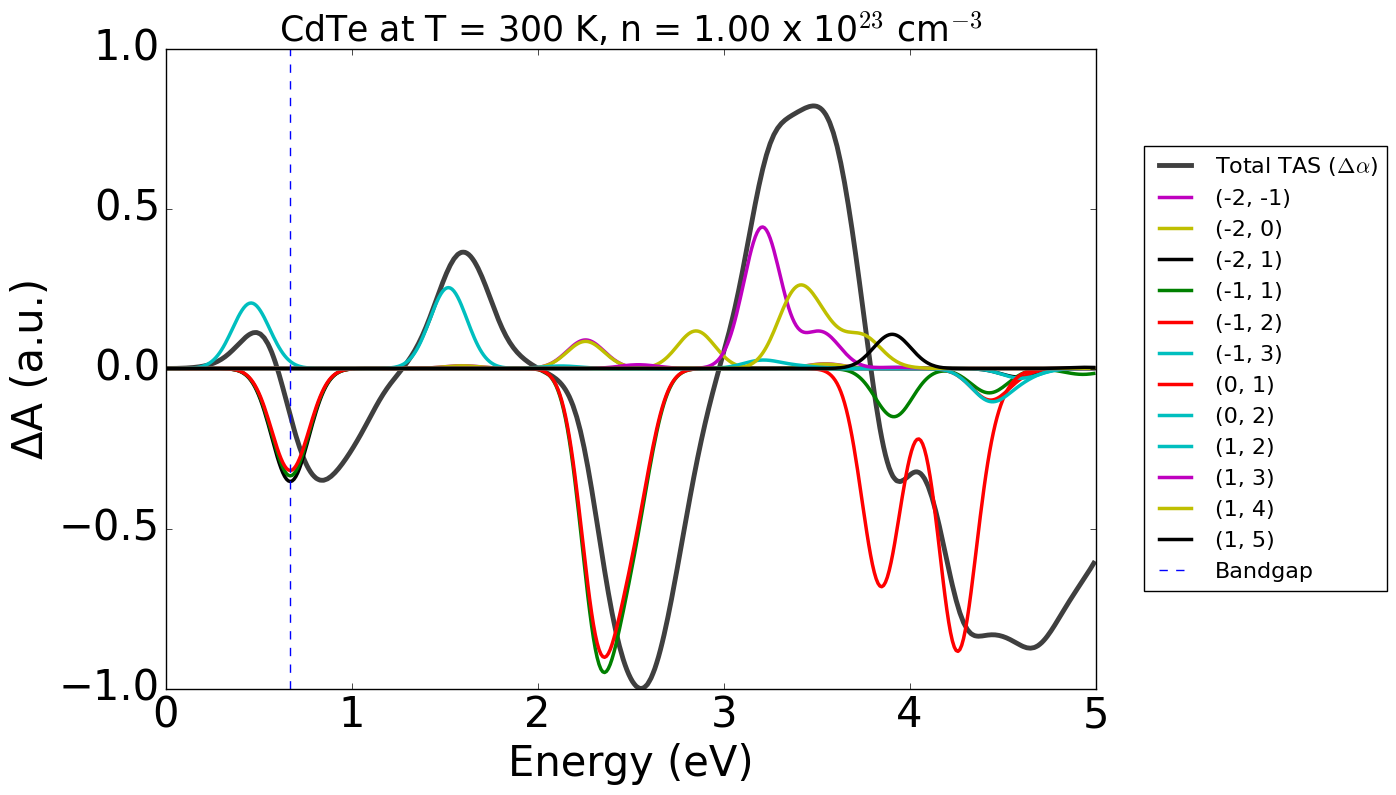 CdTe at T = 300 K, n = 1.00 x 10²³ cm⁻³
1.0
0.5
0.0
−0.5
−1.0
ΔA (a.u.)
0 1 2 3 4 5
Energy (eV)
Total TAS (Δα)
(-2, -1)
(-2, 0)
(-2, 1)
(-1, 1)
(-1, 2)
(-1, 3)
(0, 1)
(0, 2)
(1, 2)
(1, 3)
(1, 4)
(1, 5)
Bandgap